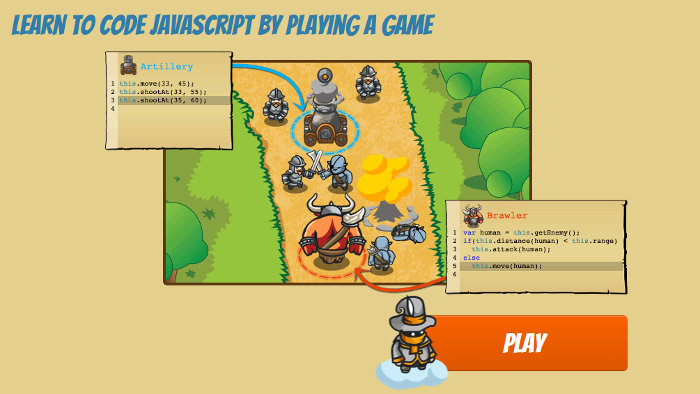 LEARN TO CODE JAVASCRIPT BY PLAYING A GAME
Artillery
1 this.move(33, 45);
2 this.shootAt(33, 55);
3 this.shootAt(35, 60);
4
Brawler
1 var human = this.getEnemy();
2 if(this.distance(human) < this.range)
3 this.attack(human);
4 else
5 this.move(human);
6
PLAY